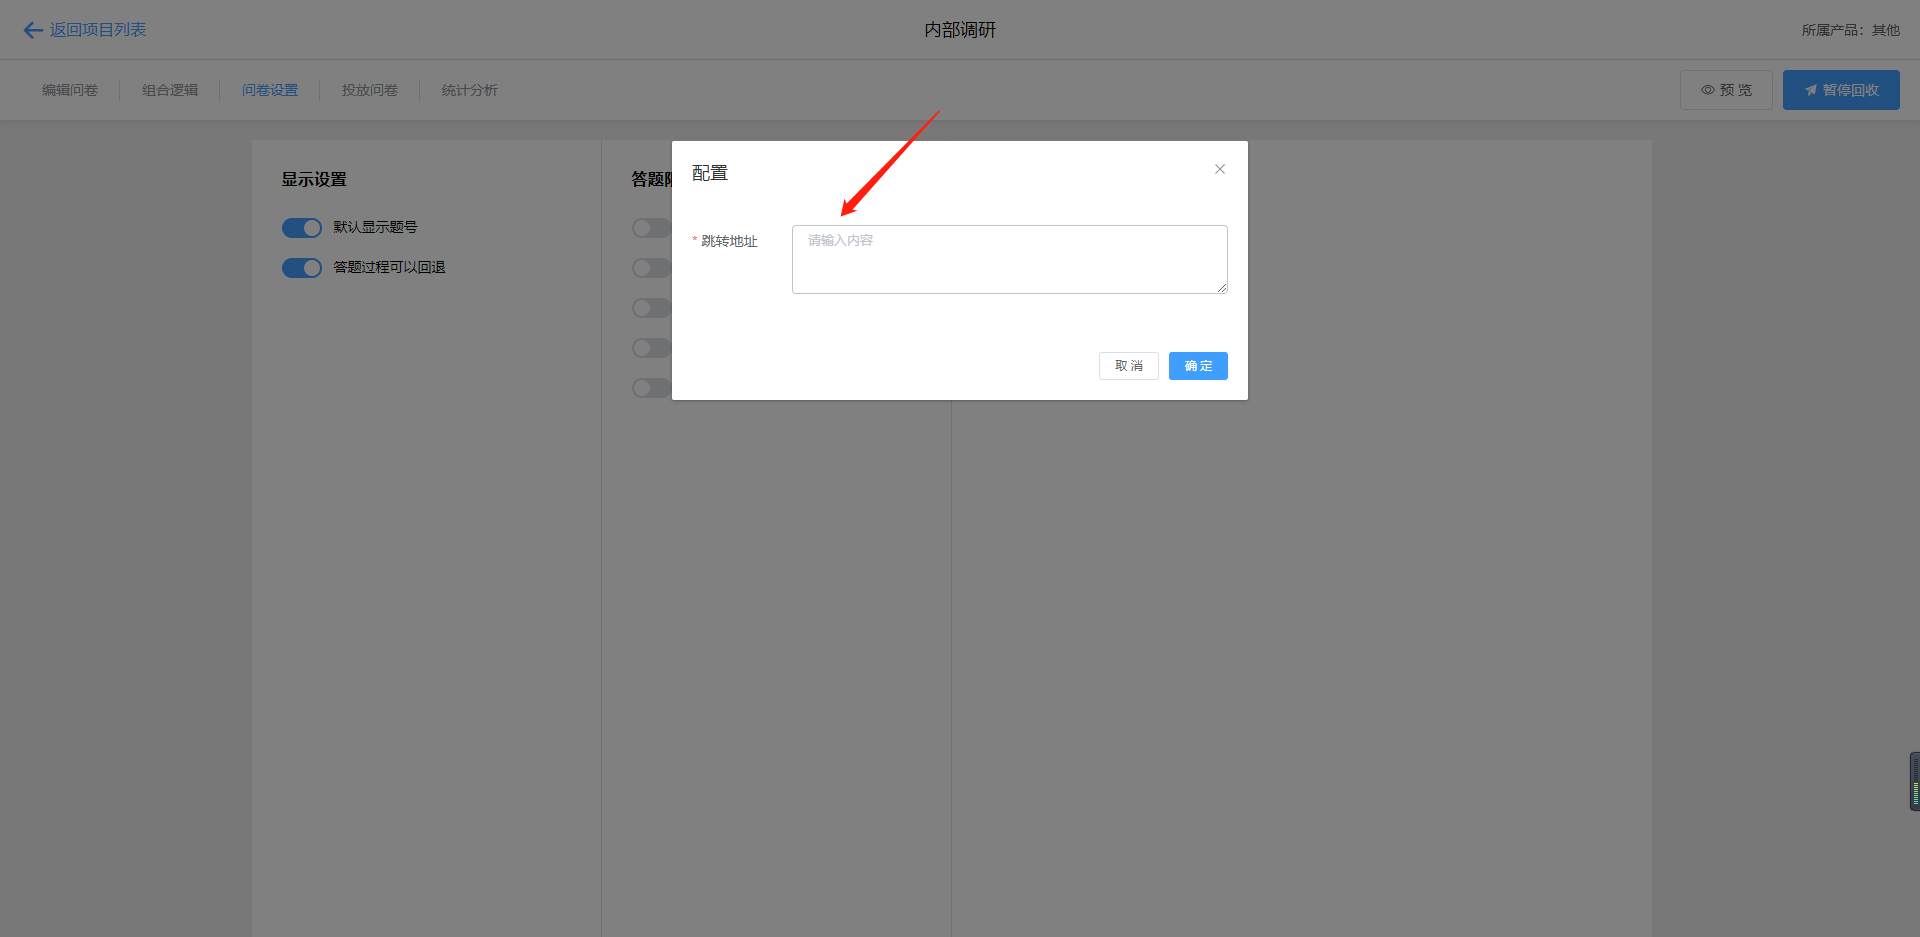 返回项目列表
内部调研
所属产品：其他
编辑问卷
组合逻辑
问卷设置
投放问卷
统计分析
预 览
暂停回收
显示设置
默认显示题号
答题过程可以回退
答题
配置
* 跳转地址
请输入内容
取 消
确 定